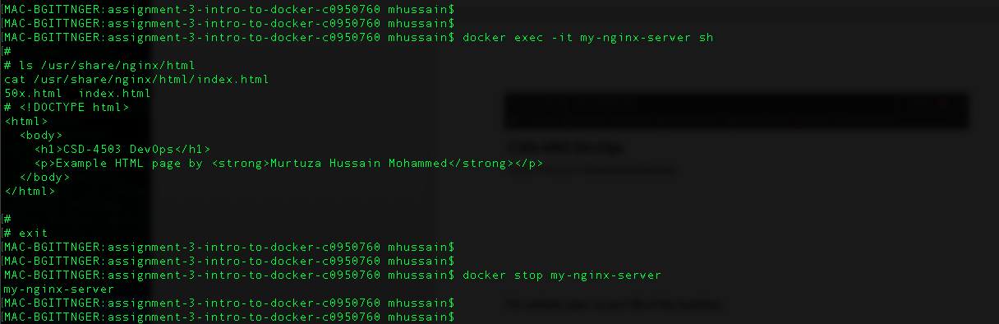 [MAC-BGITTNGER:assignment-3-intro-to-docker-c0950760 mhussain$
[MAC-BGITTNGER:assignment-3-intro-to-docker-c0950760 mhussain$
[MAC-BGITTNGER:assignment-3-intro-to-docker-c0950760 mhussain$ docker exec -it my-nginx-server sh
[#
# ls /usr/share/nginx/html
cat /usr/share/nginx/html/index.html
50x.html  index.html
# <!DOCTYPE html>
<html>
  <body>
    <h1>CSD-4503 DevOps</h1>
    <p>Example HTML page by <strong>Murtuza Hussain Mohammed</strong></p>
  </body>
</html>

[#
[# exit
[MAC-BGITTNGER:assignment-3-intro-to-docker-c0950760 mhussain$
[MAC-BGITTNGER:assignment-3-intro-to-docker-c0950760 mhussain$
MAC-BGITTNGER:assignment-3-intro-to-docker-c0950760 mhussain$ docker stop my-nginx-server
my-nginx-server
[MAC-BGITTNGER:assignment-3-intro-to-docker-c0950760 mhussain$
[MAC-BGITTNGER:assignment-3-intro-to-docker-c0950760 mhussain$